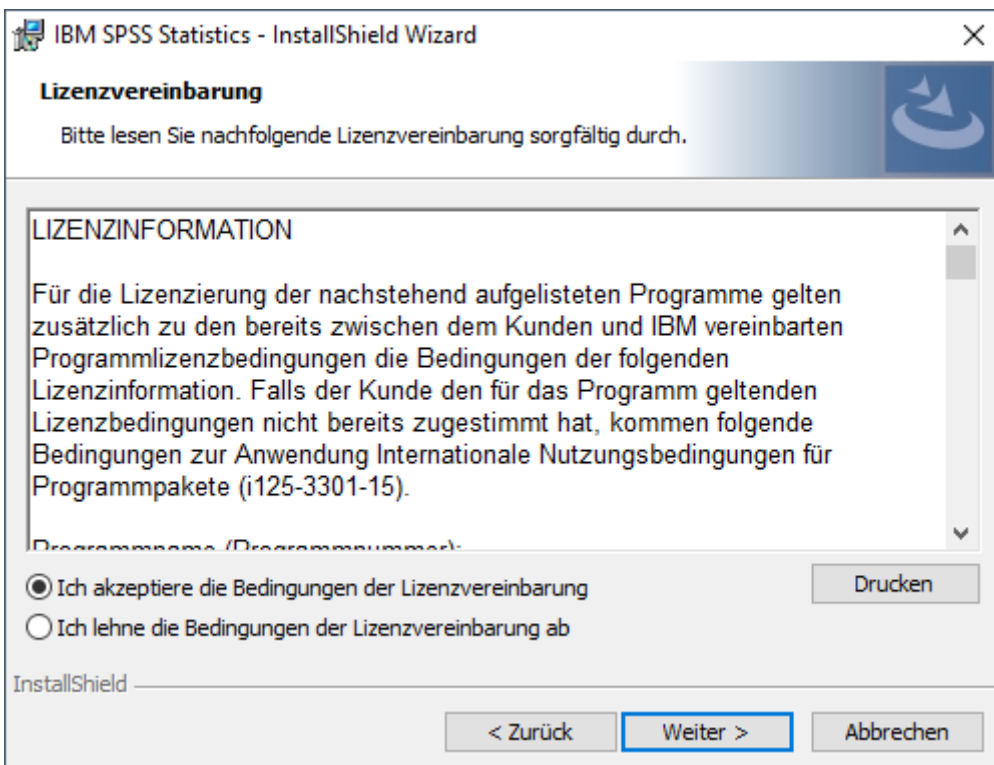 IBM SPSS Statistics - InstallShield Wizard
Lizenzvereinbarung
Bitte lesen Sie nachfolgende Lizenzvereinbarung sorgfältig durch.
LIZENZINFORMATION
Für die Lizenzierung der nachstehend aufgelisteten Programme gelten
zusätzlich zu den bereits zwischen dem Kunden und IBM vereinbarten
Programmlizenzbedingungen die Bedingungen der folgenden
Lizenzinformation. Falls der Kunde den für das Programm geltenden
Lizenzbedingungen nicht bereits zugestimmt hat, kommen folgende
Bedingungen zur Anwendung Internationale Nutzungsbedingungen für
Programmpakete (i125-3301-15).
Programmname (Programmnummer):
Ich akzeptiere die Bedingungen der Lizenzvereinbarung
Drucken
Ich lehne die Bedingungen der Lizenzvereinbarung ab
InstallShield
< Zurück
Weiter >
Abbrechen